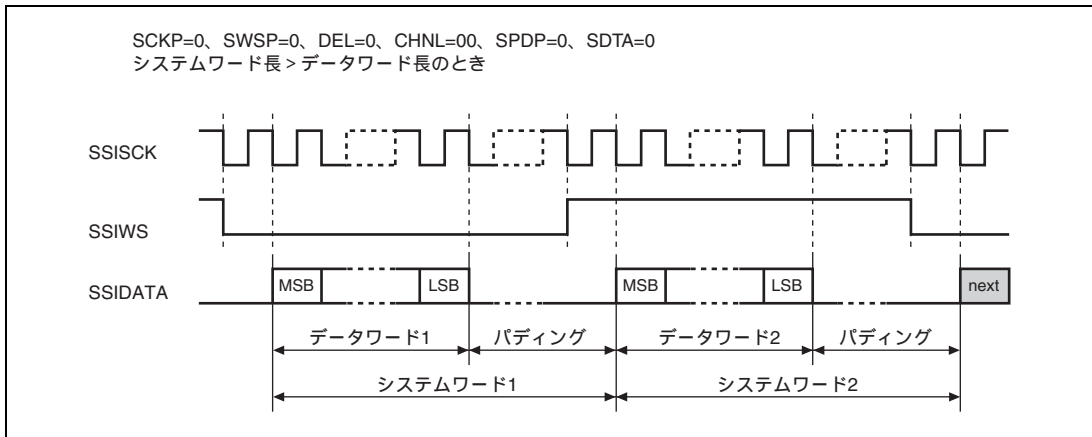 SCKP=0、SWSP=0、DEL=0、CHNL=00、SPDP=0、SDTA=0
システムワード長 > データワード長のとき
SSISCK
SSIWS
SSIDATA
MSB LSB MSB LSB next
データワード1 パディング データワード2 パディング
システムワード1 システムワード2